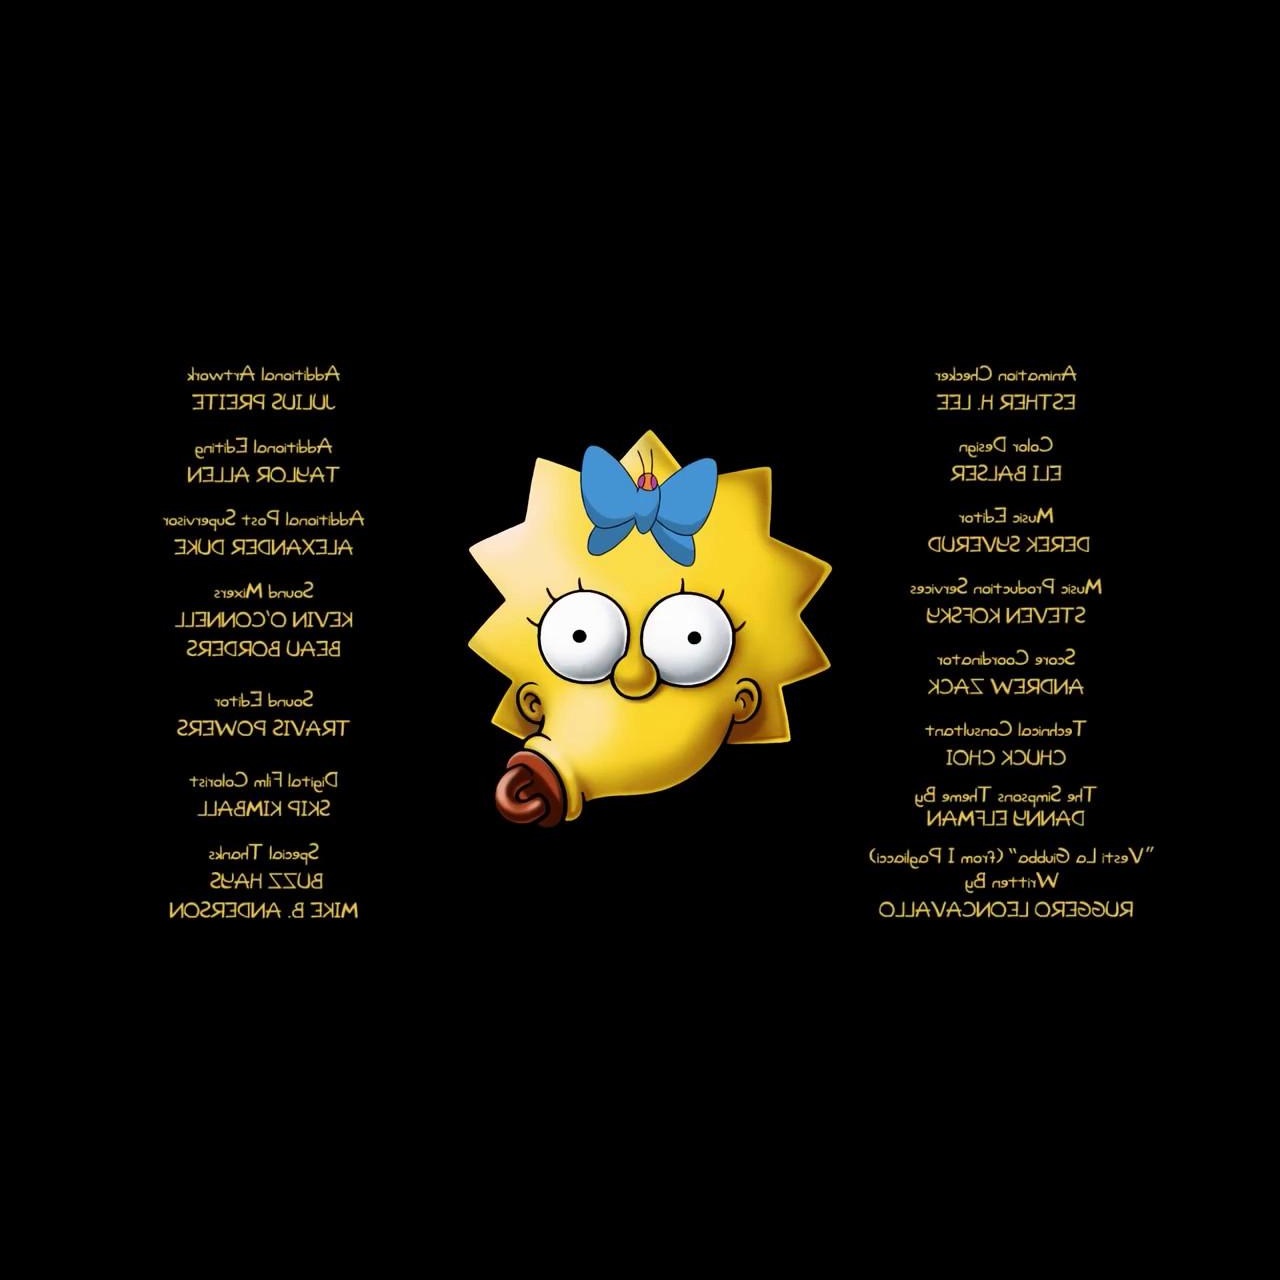 Animation Checker
ESTHER H. LEE
Color Design
ELI BALSER
Music Editor
DEREK SYVERUD
Music Production Services
STEVEN KOFSKY
Score Coordinator
ANDREW ZACK
Technical Consultant
CHUCK CHOI
The Simpsons Theme By
DANNY ELFMAN
"Vesti La Giubba" (from I Pagliacci)
Written By
RUGGERO LEONCAVALLO
Additional Artwork
JULIUS PREITE
Additional Editing
TAYLOR ALLEN
Additional Post Supervisor
ALEXANDER DUKE
Sound Mixers
KEVIN O'CONNELL
BEAU BORDERS
Sound Editor
TRAVIS POWERS
Digital Film Colorist
SKIP KIMBALL
Special Thanks
BUZZ HAYS
MIKE B. ANDERSON